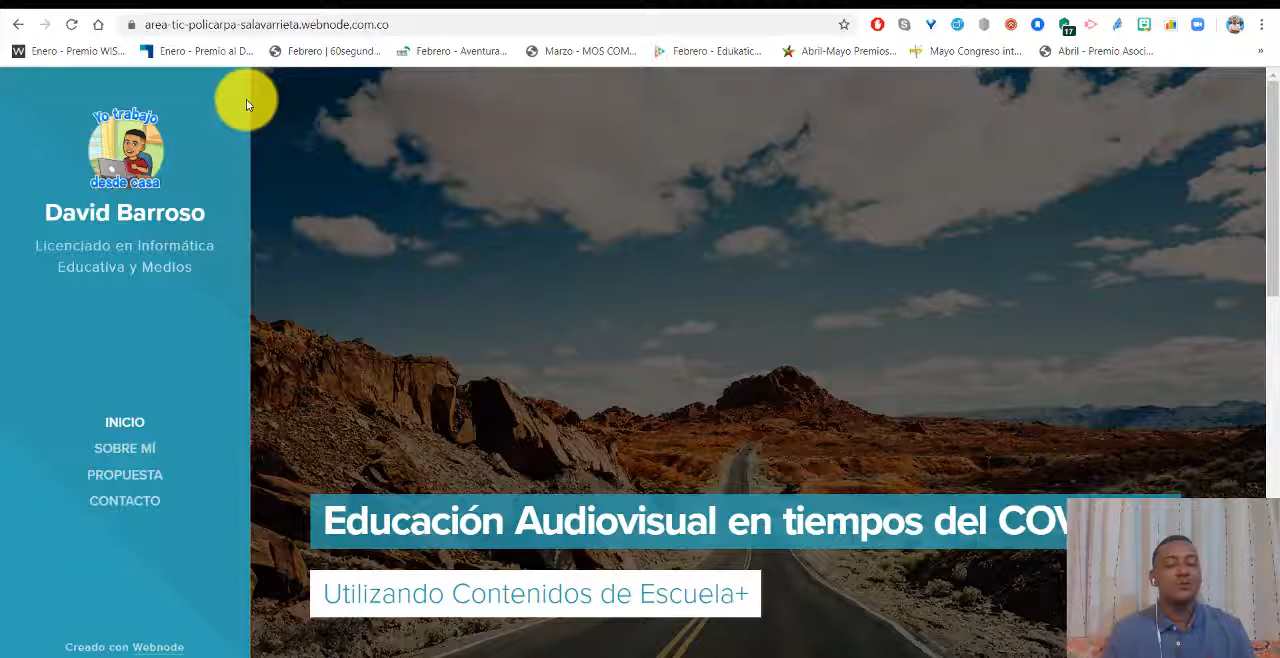 area-tic-policarpa-salavarrieta.webnode.com.co
17
Enero - Premio WIS...
Enero - Premio al D...
Febrero | 60segund...
Febrero - Aventura...
Marzo - MOS COM...
Febrero - Edukatic...
Abril-Mayo Premios...
Mayo Congreso int...
Abril - Premio Asoci...
»
Yo trabajo
desde casa
David Barroso
Licenciado en Informática
Educativa y Medios
INICIO
SOBRE MÍ
PROPUESTA
CONTACTO
Creado con Webnode
Educación Audiovisual en tiempos del COV
Utilizando Contenidos de Escuela+